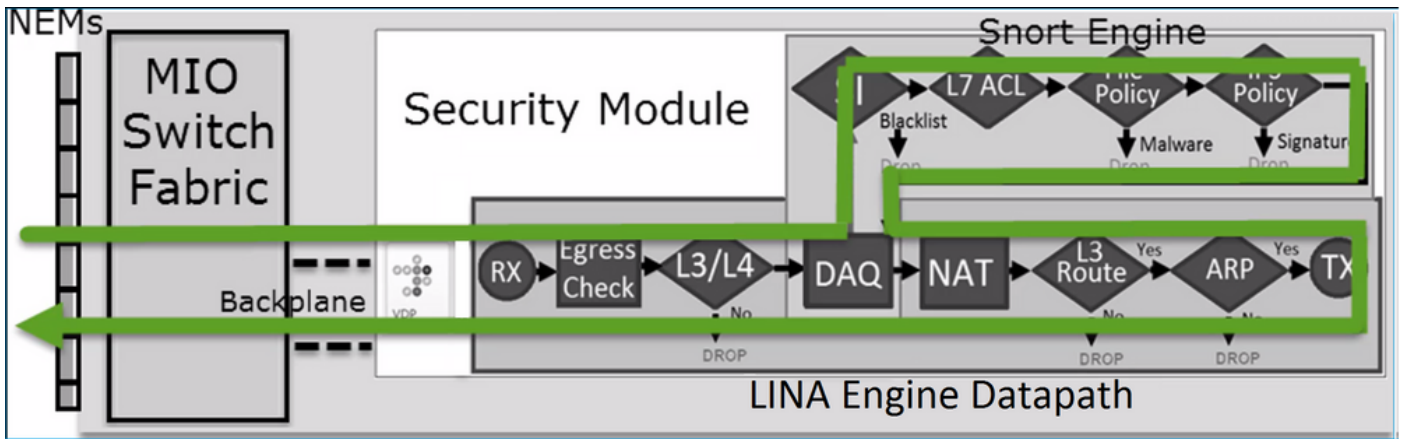 NEMs
MIO
Switch
Fabric
Security Module
Snort Engine
L7 ACL
Policy
Policy
Blacklist
Malware
Drop
Drop
Drop
RX
Egress
Check
L3/L4
DAQ
NAT
L3
Route
Yes
ARP
Yes
TX
Backplane
VDP
No
No
No
DROP
DROP
DROP
LINA Engine Datapath